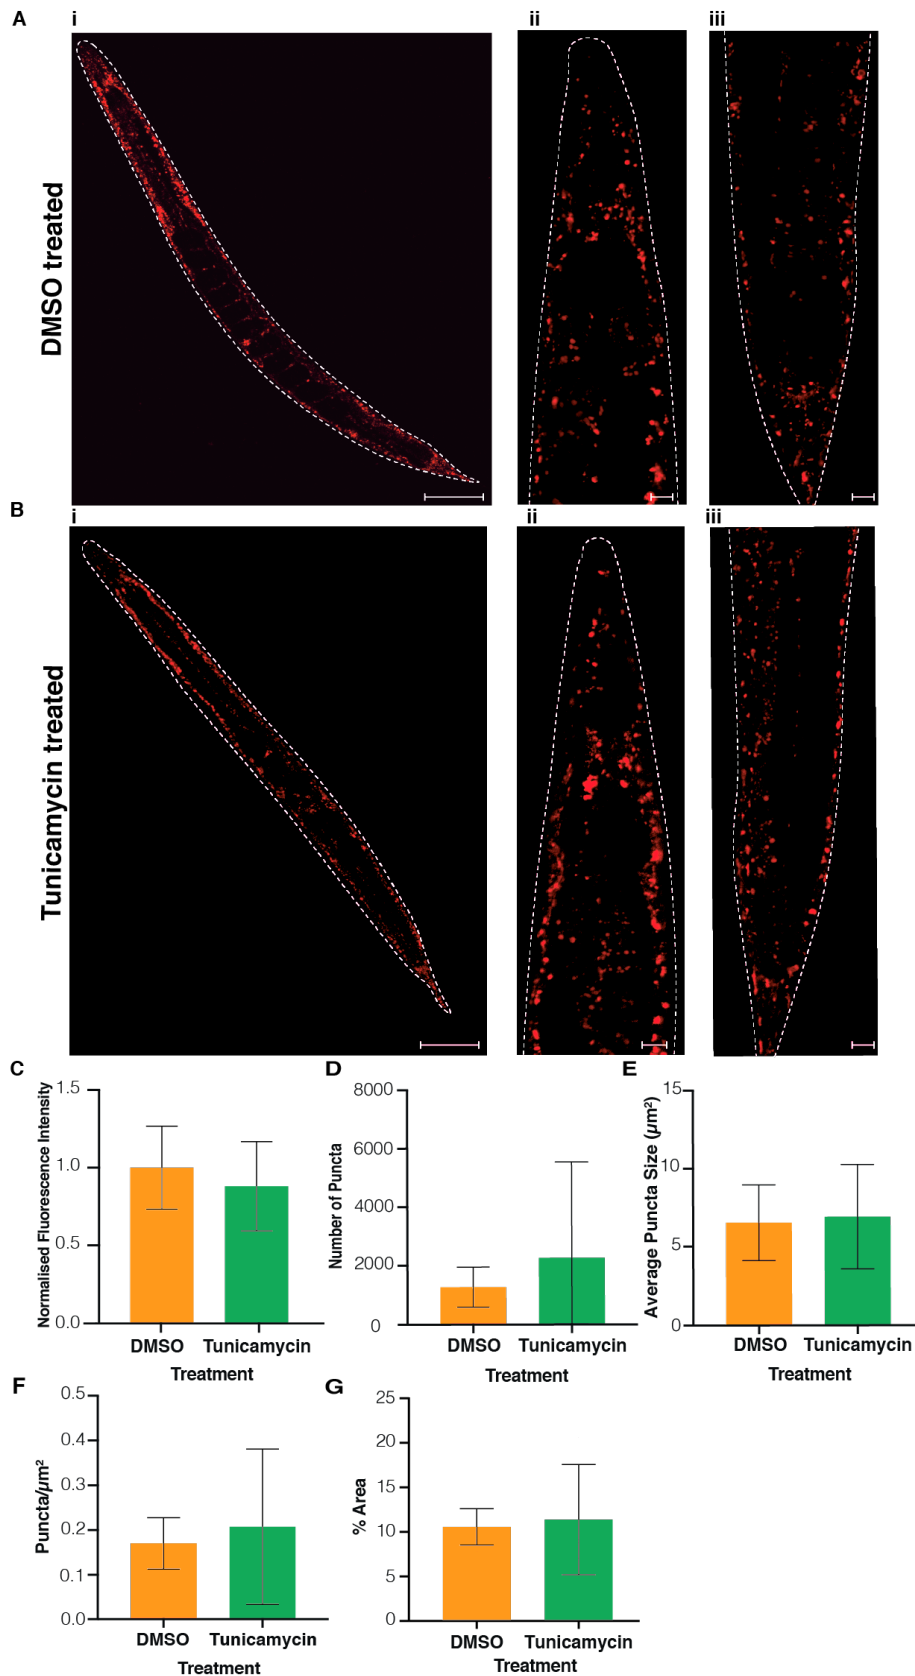 A
i
ii
iii
DMSO treated
B
i
ii
iii
Tunicamycin treated
C
Normalised Fluorescence Intensity
1.5
1.0
0.5
0.0
DMSO Tunicamycin
Treatment
D
Number of Puncta
8000
6000
4000
2000
0
DMSO Tunicamycin
Treatment
E
Average Puncta Size (µm²)
15
10
5
0
DMSO Tunicamycin
Treatment
F
Puncta/µm²
0.5
0.4
0.3
0.2
0.1
0.0
DMSO Tunicamycin
Treatment
G
% Area
25
20
15
10
5
0
DMSO Tunicamycin
Treatment